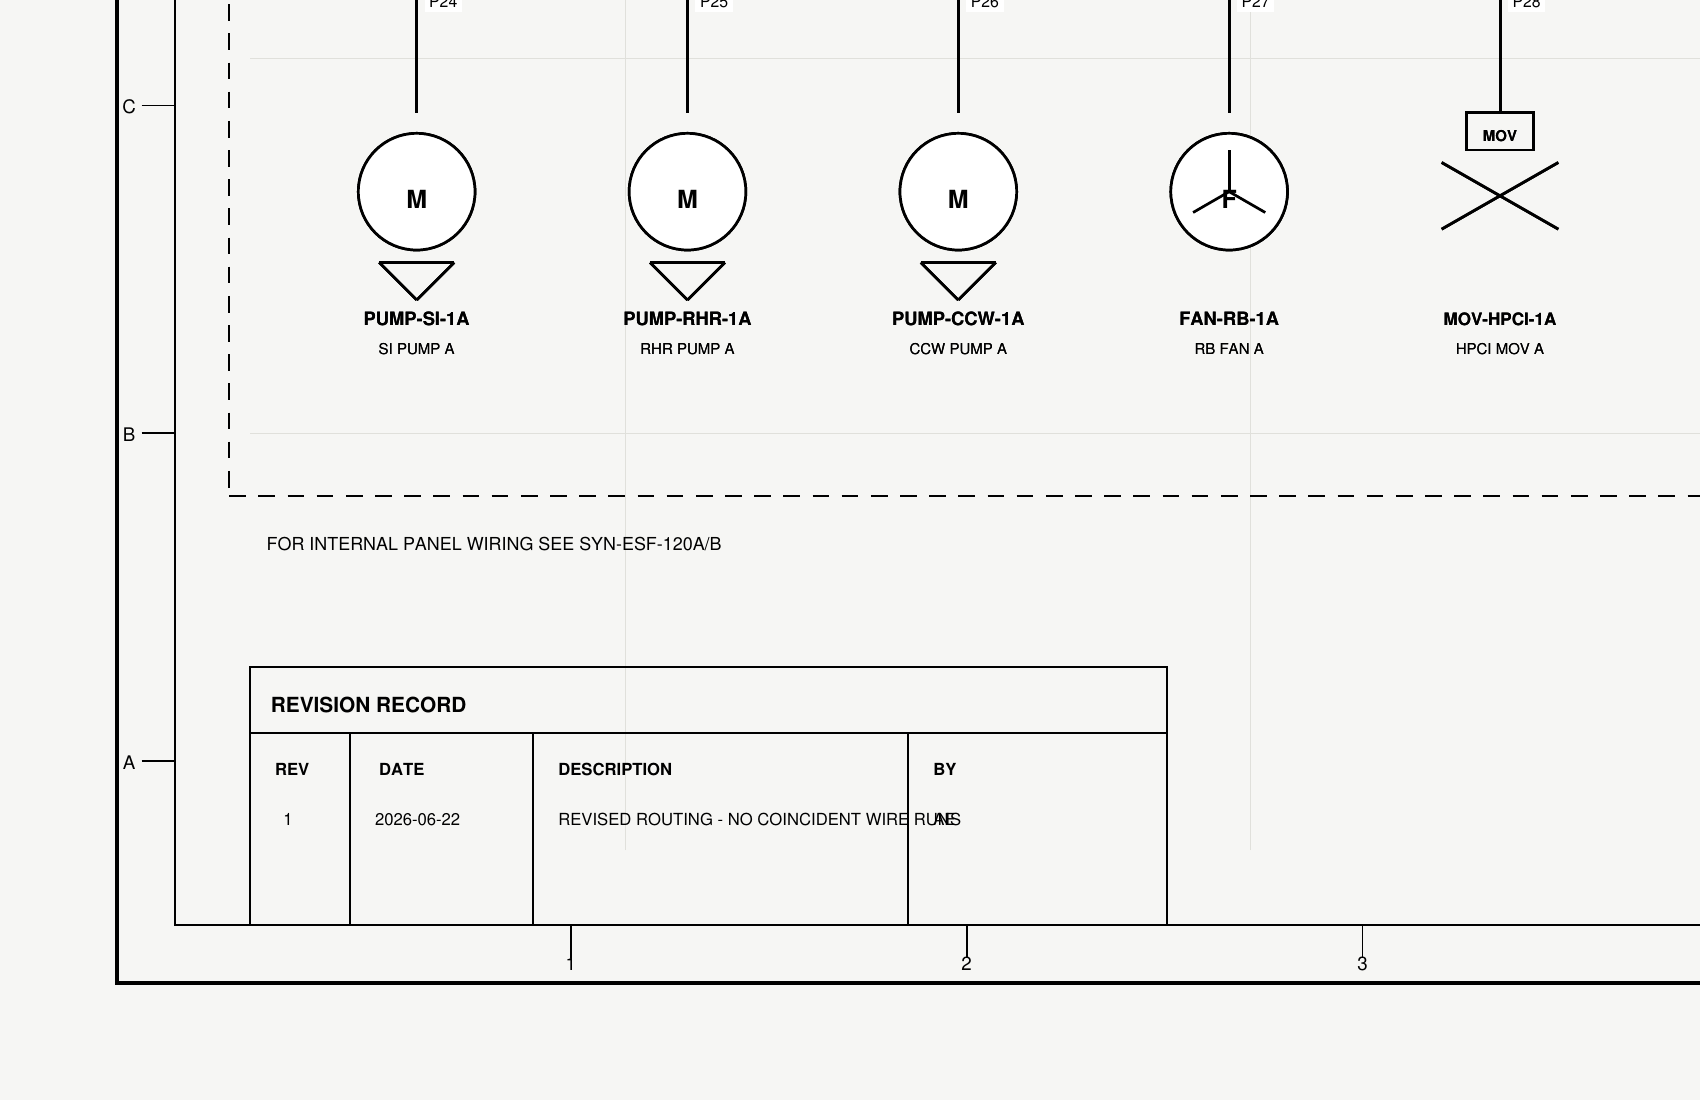 P24 P25 P26 P27 P28
C
MOV
M M M F
PUMP-SI-1A PUMP-RHR-1A PUMP-CCW-1A FAN-RB-1A MOV-HPCI-1A
SI PUMP A RHR PUMP A CCW PUMP A RB FAN A HPCI MOV A
B
FOR INTERNAL PANEL WIRING SEE SYN-ESF-120A/B
REVISION RECORD
A
REV DATE DESCRIPTION BY
1 2026-06-22 REVISED ROUTING - NO COINCIDENT WIRE RUNS
1 2 3